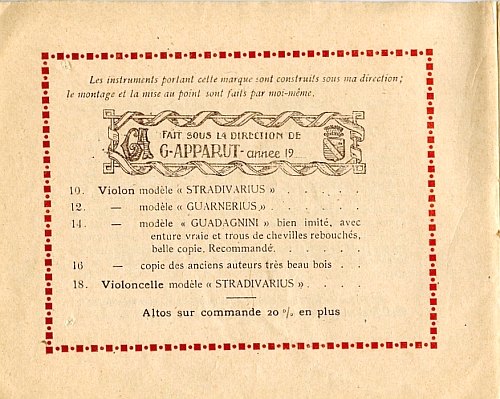 Les instruments portant cette marque sont construits sous ma direction;
le montage et la mise au point sont faits par moi-même.
FAIT SOUS LA DIRECTION DE
G-APPARUT-année 19
10. Violon modèle « STRADIVARIUS » . . . . .
12. — modèle « GUARNERIUS » . . . . .
14. — modèle « GUADAGNINI » bien imité, avec
enture vraie et trous de chevilles rebouchés,
belle copie. Recommandé. . . . .
16 — copie des anciens auteurs très beau bois . . .
18. Violoncelle modèle « STRADIVARIUS » . . . .
Altos sur commande 20 % en plus